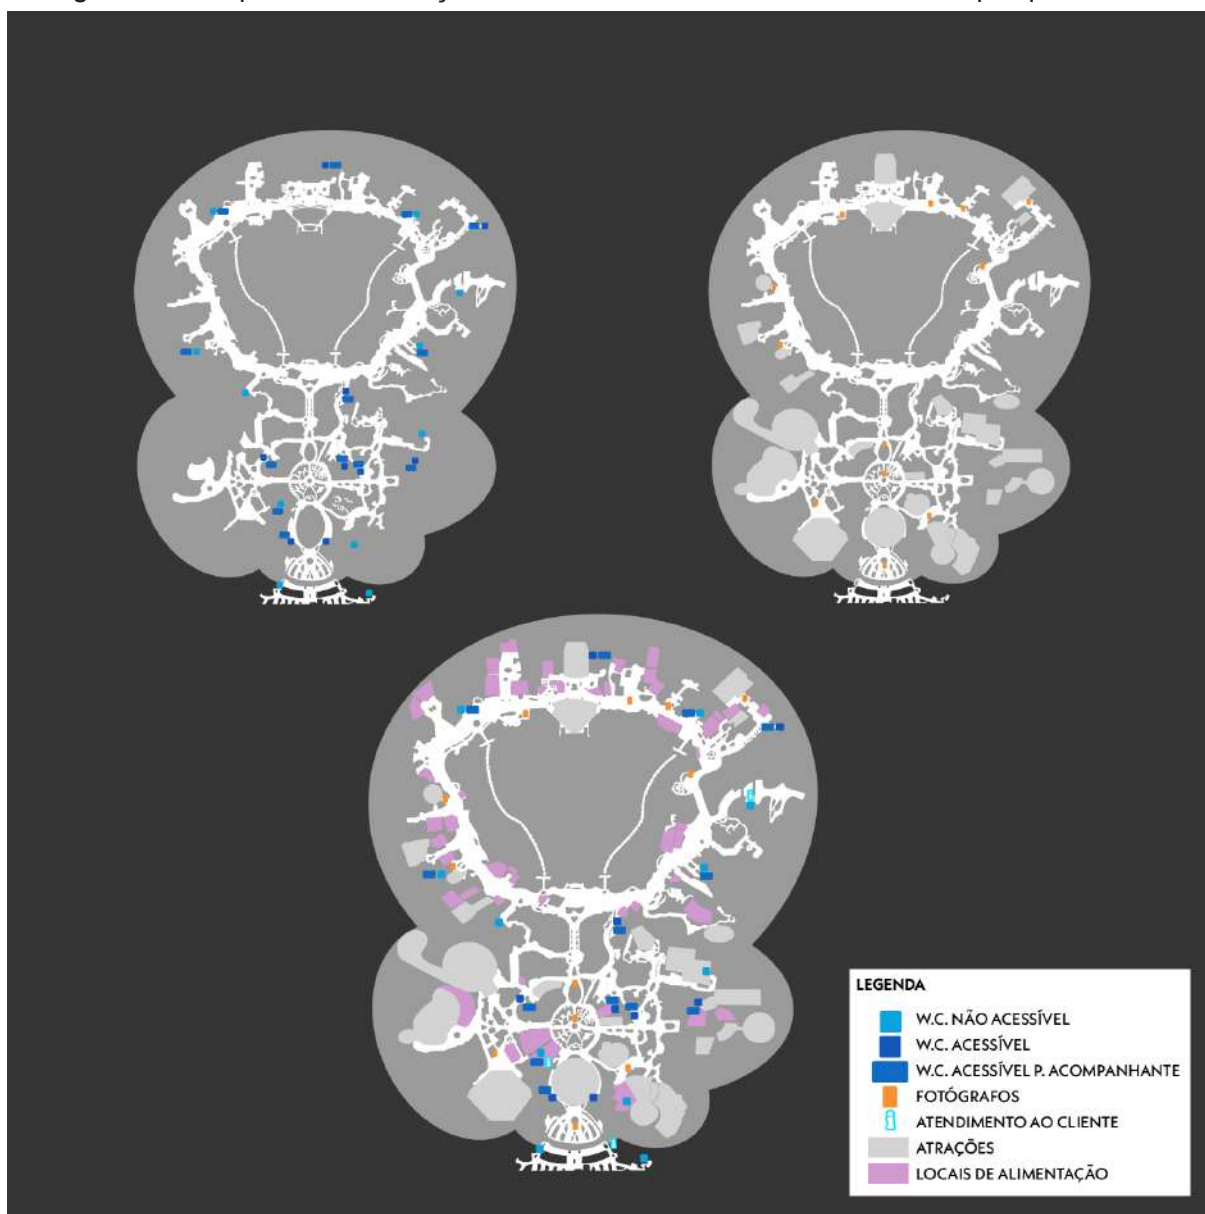 LEGENDA
W.C. NÃO ACESSÍVEL
W.C. ACESSÍVEL
W.C. ACESSÍVEL P. ACOMPANHANTE
FOTÓGRAFOS
ATENDIMENTO AO CLIENTE
ATRAÇÕES
LOCAIS DE ALIMENTAÇÃO